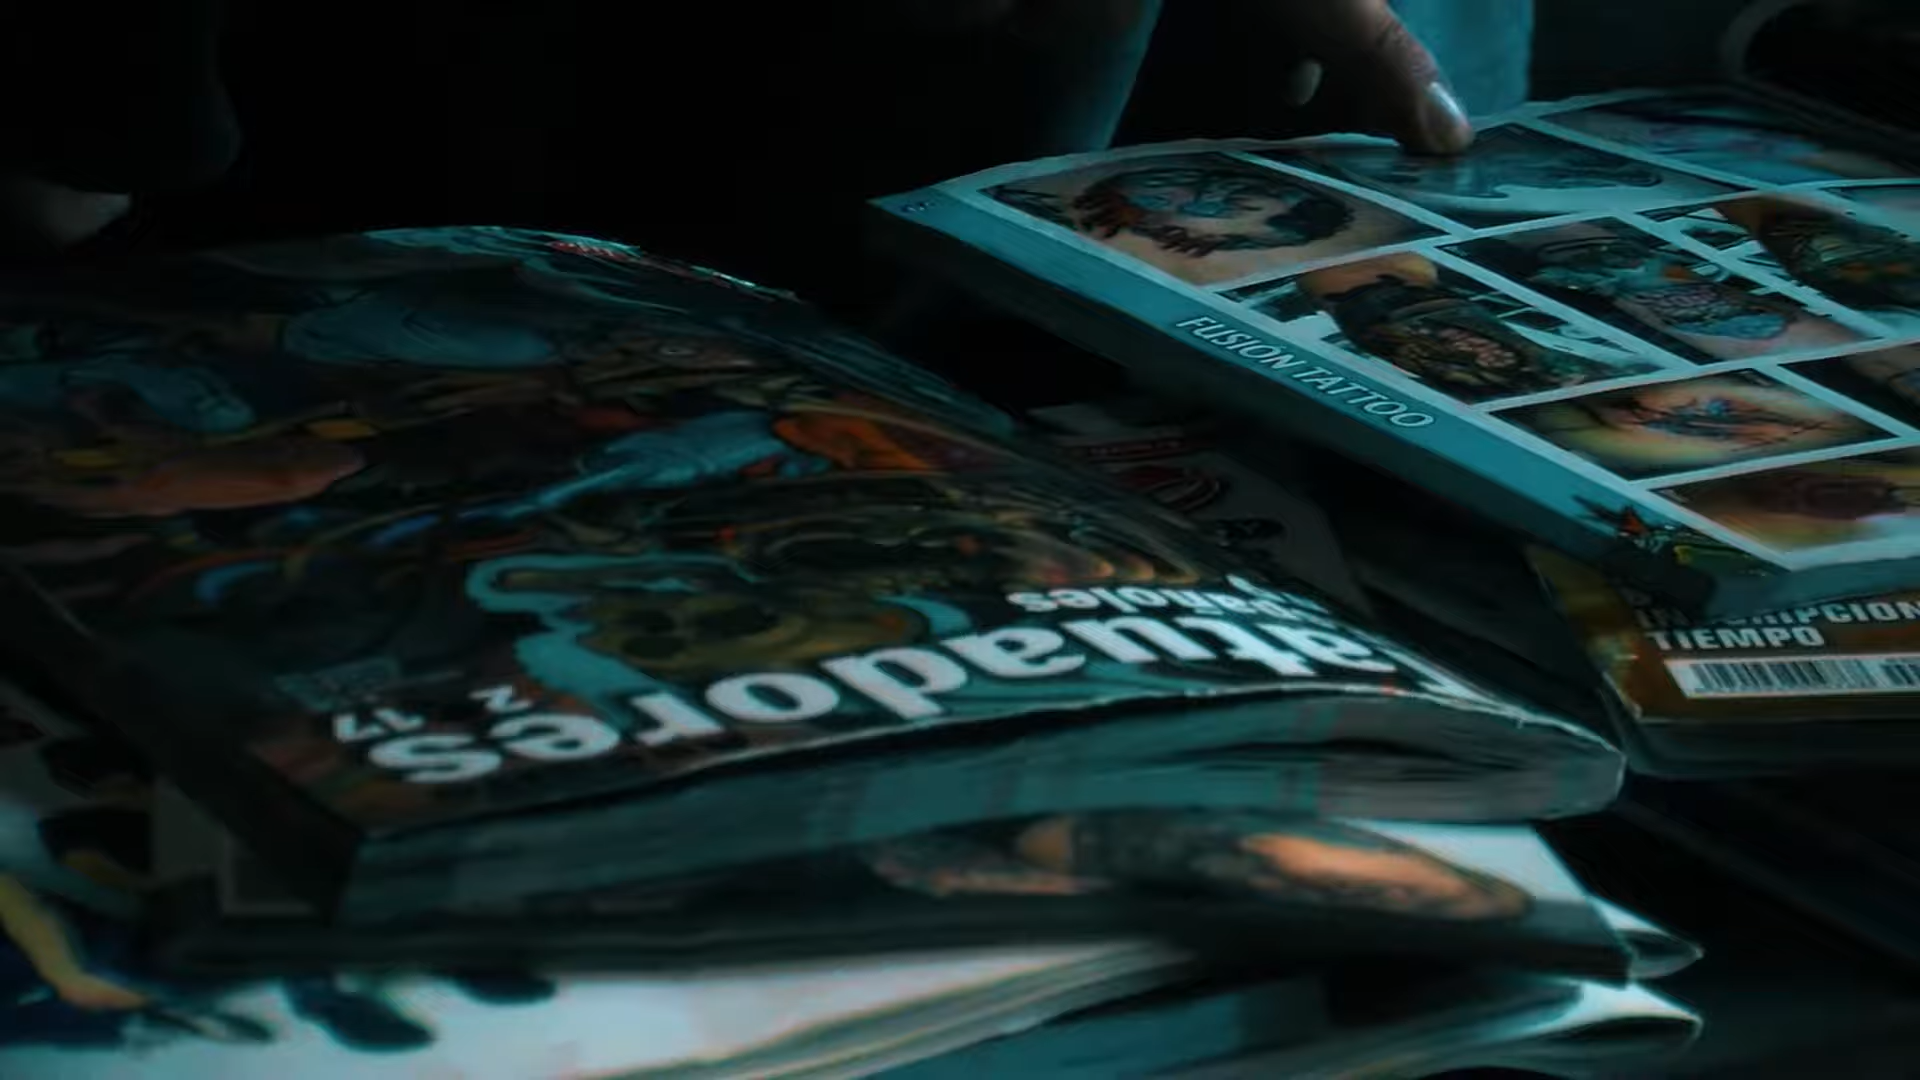 FUSIÓN TATTOO
Tatuadores
españoles
Nº 17
TIEMPO